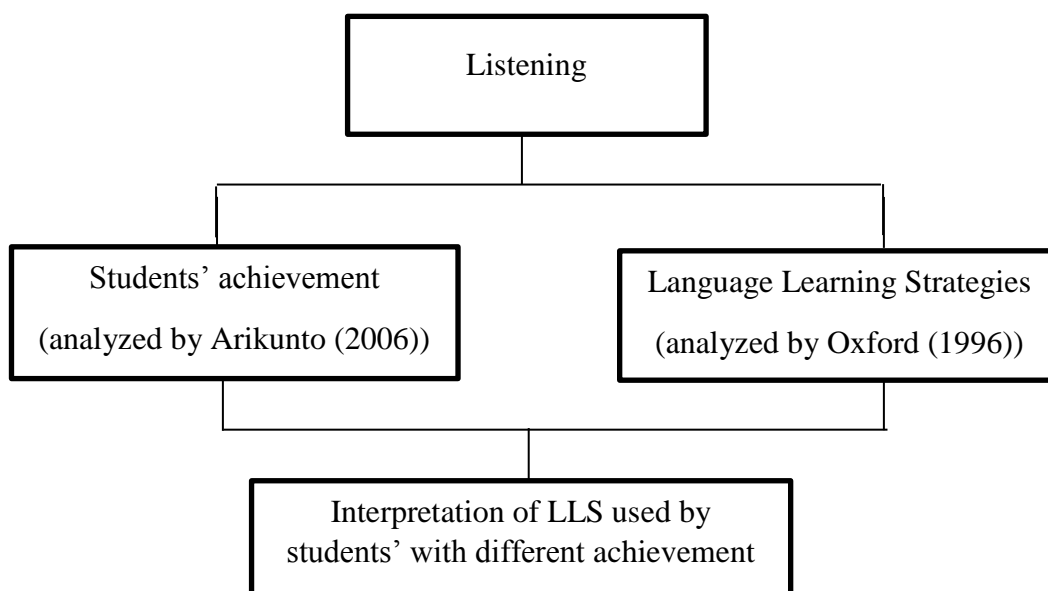 Listening
Students’ achievement
(analyzed by Arikunto (2006))
Language Learning Strategies
(analyzed by Oxford (1996))
Interpretation of LLS used by
students’ with different achievement